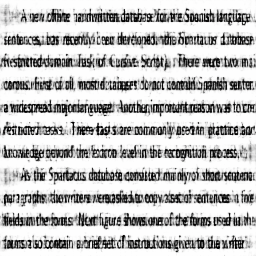 A new offline handwritten database for the Spanish language
sentences, has recently been developed: the Spartacus database
Restricted-domain Task of Cursive Script). There were two main
corpus. First of all, most databases do not contain Spanish sentences
a widespread major language. Another important reason was to create
restricted tasks. These tasks are commonly used in practice and
knowledge beyond the lexicon level in the recognition process.
As the Spartacus database consisted mainly of short sentences
paragraphs, the writers were asked to copy a set of sentences in
fields in the forms. Next figure shows one of the forms used in the
forms also contain a brief set of instructions given to the writer